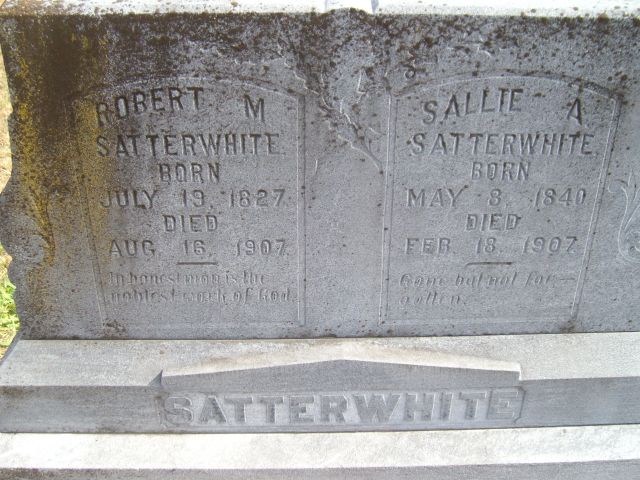 ROBERT M
SATTERWHITE
BORN
JULY 19, 1827
DIED
AUG 16, 1907
An honest man is the
noblest work of God.
SALLIE A.
SATTERWHITE
BORN
MAY 8, 1840
DIED
FEB 18, 1907
Gone but not for-
gotten.
SATTERWHITE